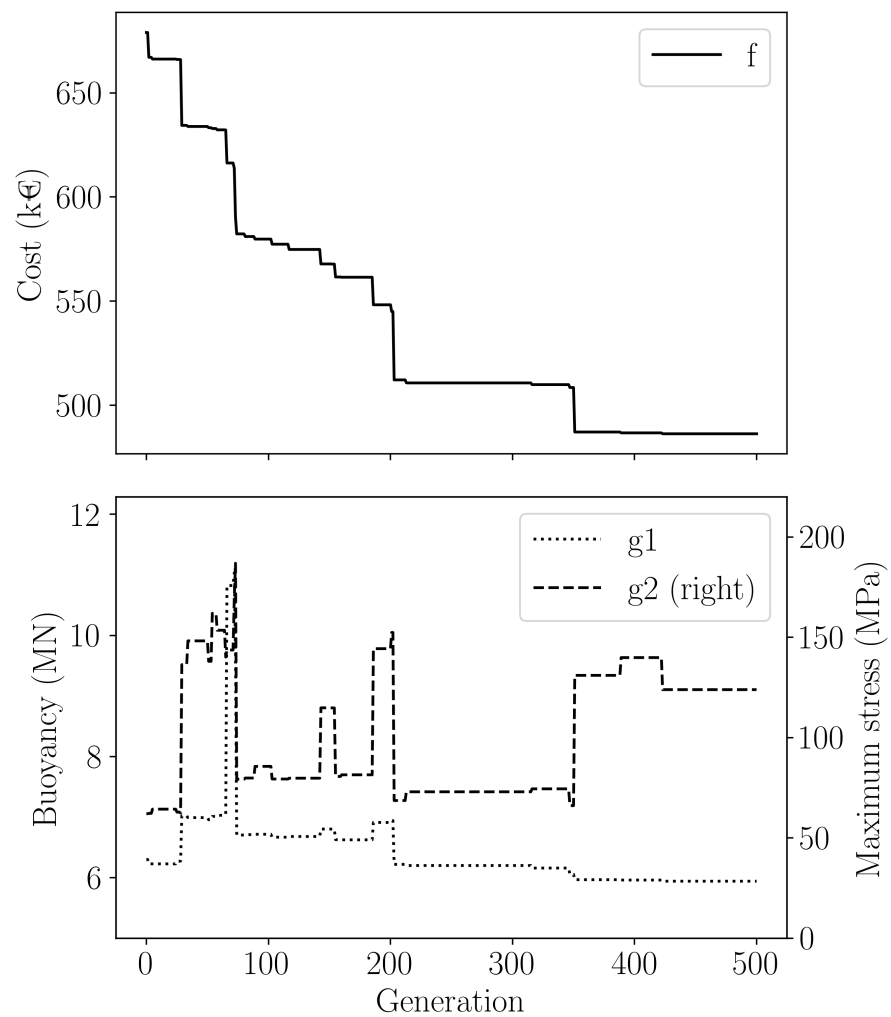 f
650
600
550
500
Cost (k€)
g1
g2 (right)
12
10
8
6
Buoyancy (MN)
200
150
100
50
0
Maximum stress (MPa)
0 100 200 300 400 500
Generation